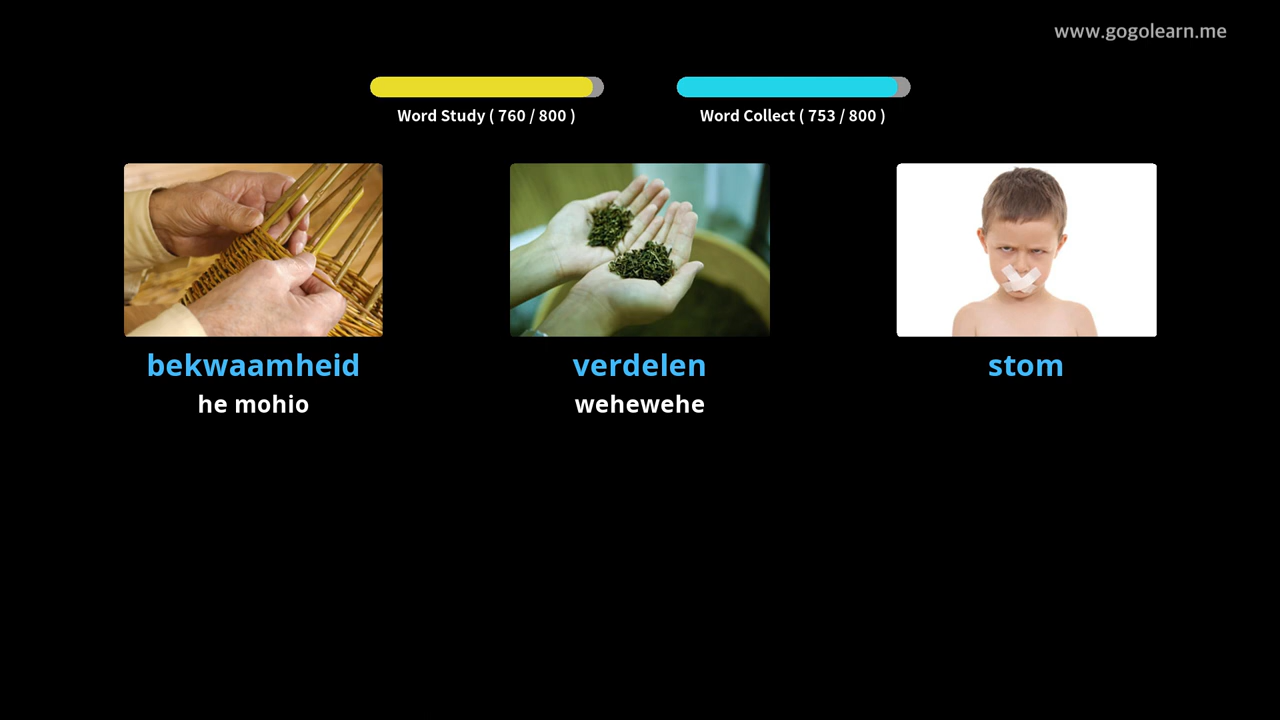 www.gogolearn.me
Word Study ( 760 / 800 )
Word Collect ( 753 / 800 )
bekwaamheid
verdelen
stom
he mohio
wehewehe